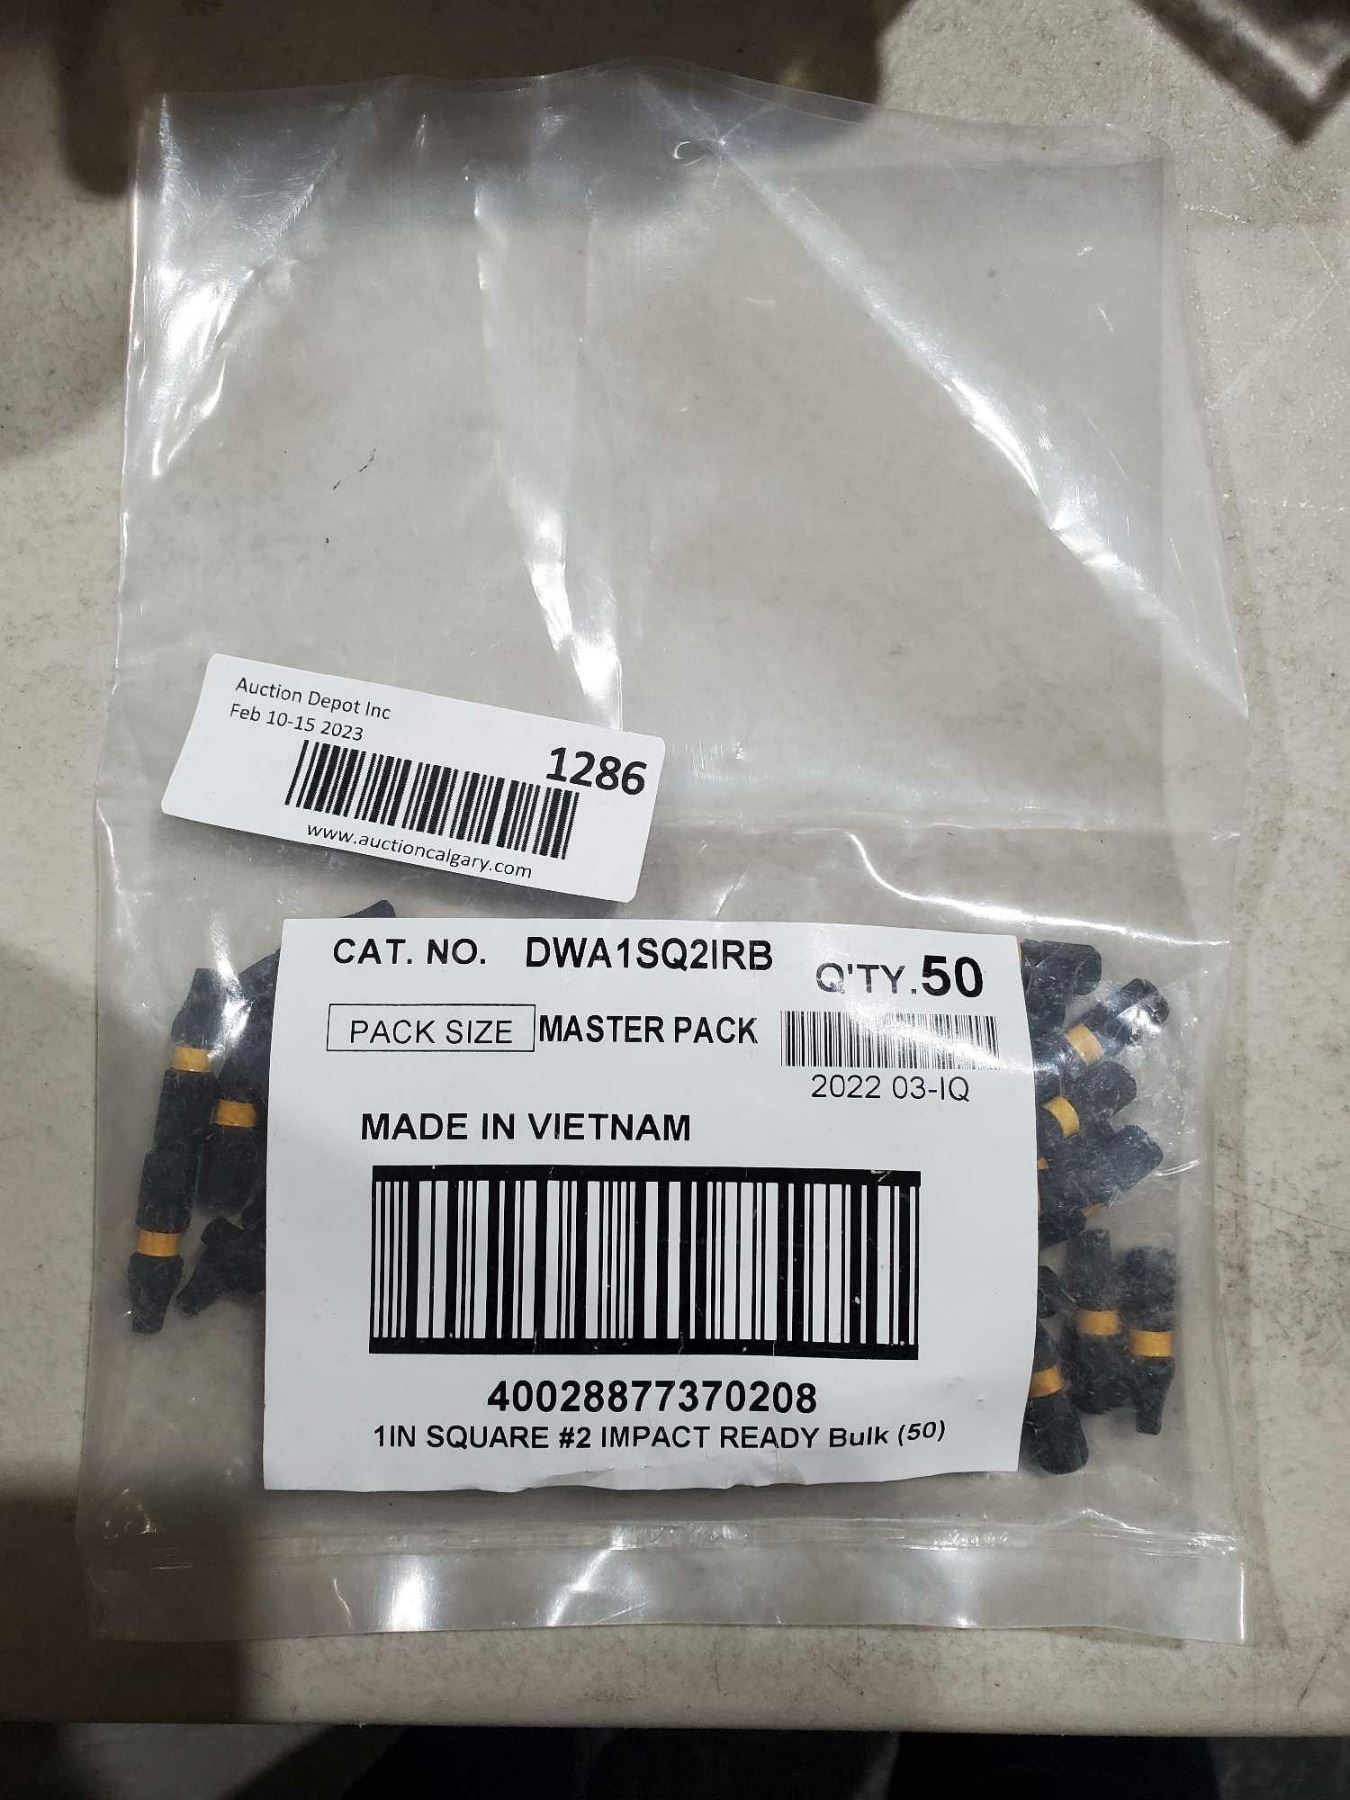 Auction Depot Inc
Feb 10-15 2023
1286
www.auctioncalgary.com
CAT. NO. DWA1SQ2IRB
Q'TY.50
PACK SIZE MASTER PACK
2022 03-IQ
MADE IN VIETNAM
40028877370208
1IN SQUARE #2 IMPACT READY Bulk (50)